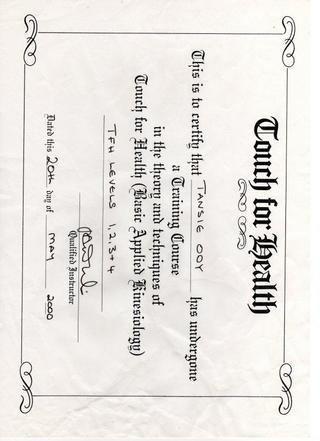 Touch for Health
This is to certify that TANSIE ODY has undergone
a Training Course
in the theory and techniques of
Touch for Health (Basic Applied Kinesiology)
TFH LEVELS 1,2,3+4
Qualified Instructor
Dated this 20th day of MAY 2000